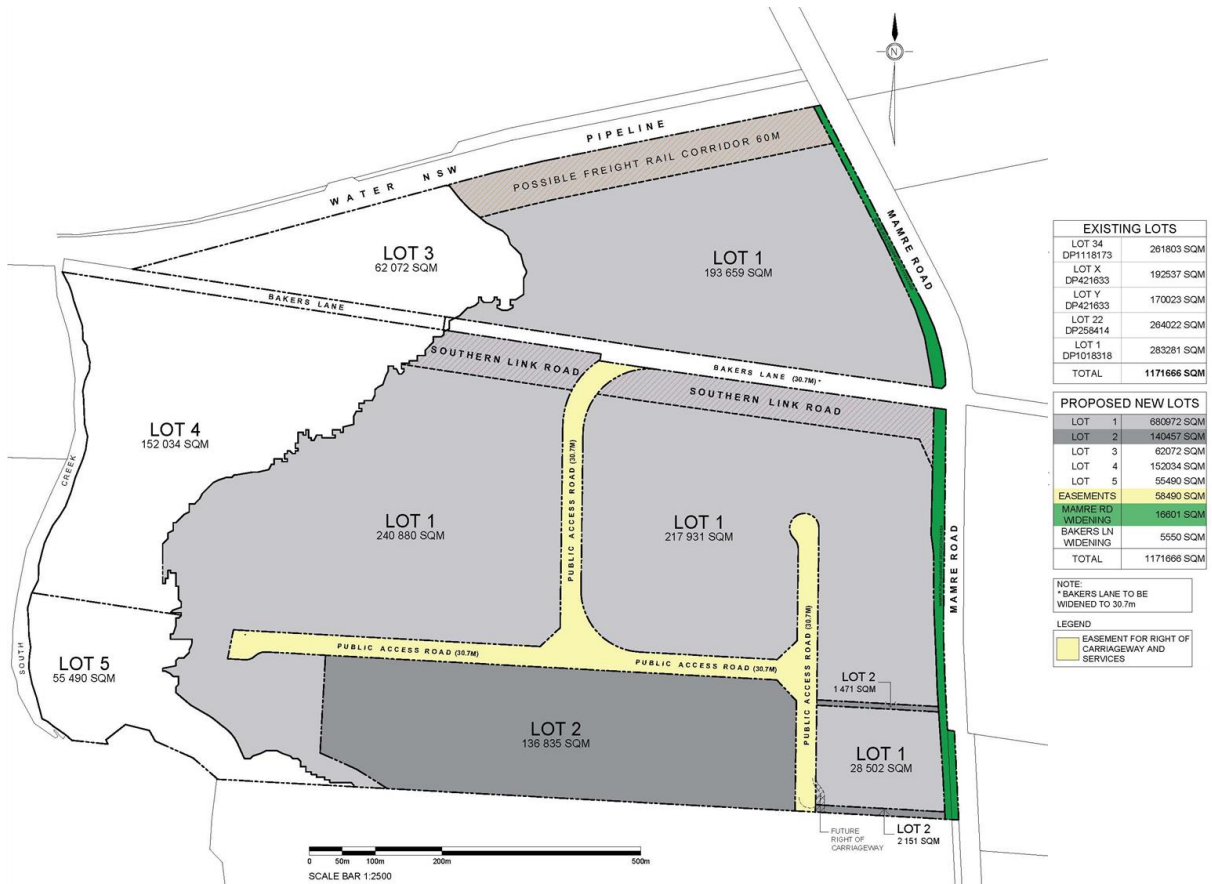 N
WATER NSW PIPELINE
POSSIBLE FREIGHT RAIL CORRIDOR 60M
MAMRE ROAD
LOT 3
62 072 SQM
LOT 1
193 659 SQM
BAKERS LANE
SOUTHERN LINK ROAD
BAKERS LANE (30.7M) *
SOUTHERN LINK ROAD
LOT 4
152 034 SQM
CREEK
SOUTH
PUBLIC ACCESS ROAD (30.7M)
LOT 1
240 880 SQM
LOT 1
217 931 SQM
MAMRE ROAD
PUBLIC ACCESS ROAD (30.7M)
PUBLIC ACCESS ROAD (30.7M)
PUBLIC ACCESS ROAD (30.7M)
LOT 5
55 490 SQM
LOT 2
1 471 SQM
LOT 2
136 835 SQM
LOT 1
28 502 SQM
FUTURE
RIGHT OF
CARRIAGEWAY
LOT 2
2 151 SQM
0 50m 100m 200m 500m
SCALE BAR 1:2500
EXISTING LOTS
LOT 34
DP1118173 261803 SQM
LOT X
DP421633 192537 SQM
LOT Y
DP421633 170023 SQM
LOT 22
DP258414 264022 SQM
LOT 1
DP1018318 283281 SQM
TOTAL 1171666 SQM
PROPOSED NEW LOTS
LOT 1 680972 SQM
LOT 2 140457 SQM
LOT 3 62072 SQM
LOT 4 152034 SQM
LOT 5 55490 SQM
EASEMENTS 58490 SQM
MAMRE RD
WIDENING 16601 SQM
BAKERS LN
WIDENING 5550 SQM
TOTAL 1171666 SQM
NOTE:
* BAKERS LANE TO BE
WIDENED TO 30.7m
LEGEND
EASEMENT FOR RIGHT OF
CARRIAGEWAY AND
SERVICES